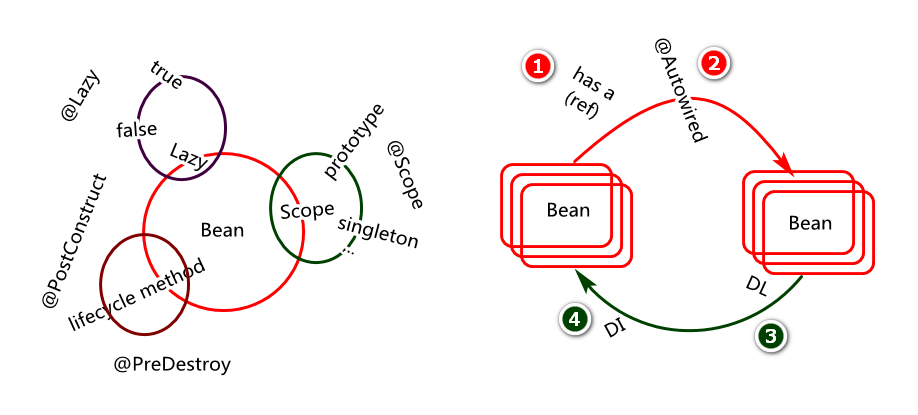 true
@Lazy
false
Lazy
prototype
@Scope
Scope
singleton
...
Bean
@PostConstruct
lifecycle method
@PreDestroy
1
has a
(ref)
@Autowired
2
Bean
Bean
DL
3
DI
4